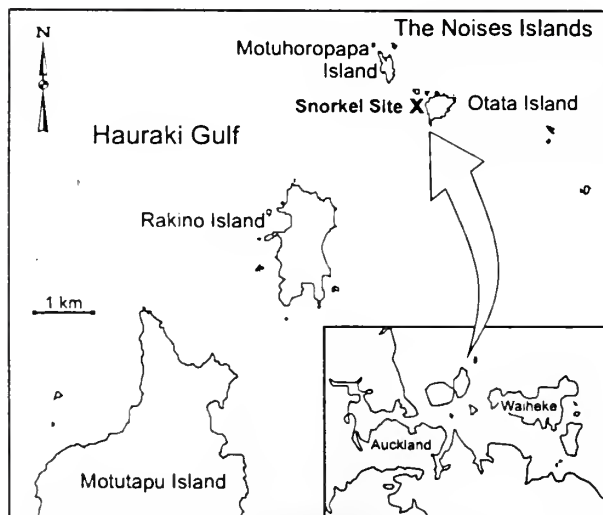 N
The Noises Islands
Motuhoropapa
Island
Snorkel Site X
Otata Island
Hauraki Gulf
Rakino Island
1 km
Waiheke
Auckland
Motutapu Island